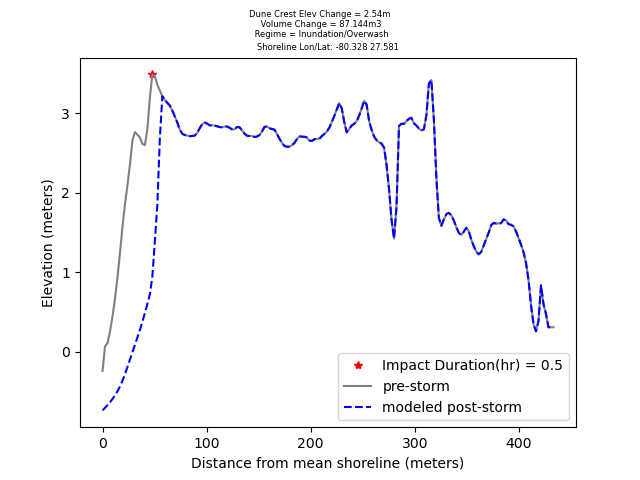 Dune Crest Elev Change = 2.54m
Volume Change = 87.144m3
Regime = Inundation/Overwash
Shoreline Lon/Lat: -80.328 27.581
Elevation (meters)
3
2
1
0
Impact Duration(hr) = 0.5
pre-storm
modeled post-storm
0 100 200 300 400
Distance from mean shoreline (meters)